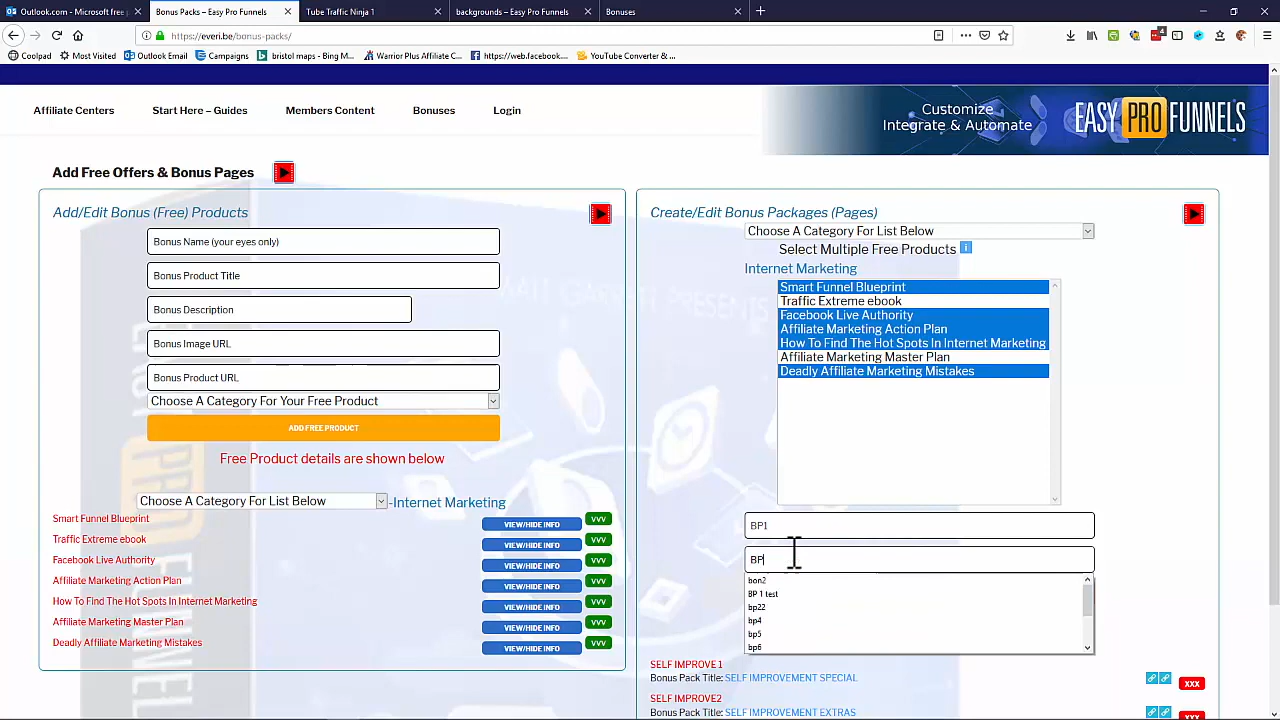 Outlook.com - Microsoft free p
Bonus Packs – Easy Pro Funnels
Tube Traffic Ninja 1
backgrounds – Easy Pro Funnels
Bonuses
https://everi.be/bonus-packs/
Coolpad
Most Visited
Outlook Email
Campaigns
bristol maps - Bing M...
Warrior Plus Affiliate C...
https://web.facebook...
YouTube Converter & ...
Affiliate Centers
Start Here – Guides
Members Content
Bonuses
Login
Customize
Integrate & Automate
EASY PRO FUNNELS
Add Free Offers & Bonus Pages
Add/Edit Bonus (Free) Products
Bonus Name (your eyes only)
Bonus Product Title
Bonus Description
Bonus Image URL
Bonus Product URL
Choose A Category For Your Free Product
ADD FREE PRODUCT
Free Product details are shown below
Choose A Category For List Below
-Internet Marketing
Smart Funnel Blueprint
VIEW/HIDE INFO
VVV
Traffic Extreme ebook
VIEW/HIDE INFO
VVV
Facebook Live Authority
VIEW/HIDE INFO
VVV
Affiliate Marketing Action Plan
VIEW/HIDE INFO
VVV
How To Find The Hot Spots In Internet Marketing
VIEW/HIDE INFO
VVV
Affiliate Marketing Master Plan
VIEW/HIDE INFO
VVV
Deadly Affiliate Marketing Mistakes
VIEW/HIDE INFO
VVV
Create/Edit Bonus Packages (Pages)
Choose A Category For List Below
Select Multiple Free Products
i
Internet Marketing
Smart Funnel Blueprint
Traffic Extreme ebook
Facebook Live Authority
Affiliate Marketing Action Plan
How To Find The Hot Spots In Internet Marketing
Affiliate Marketing Master Plan
Deadly Affiliate Marketing Mistakes
BP1
BP
bon2
BP 1 test
bp22
bp4
bp5
bp6
SELF IMPROVE 1
Bonus Pack Title: SELF IMPROVEMENT SPECIAL
XXX
SELF IMPROVE2
Bonus Pack Title: SELF IMPROVEMENT EXTRAS
XXX